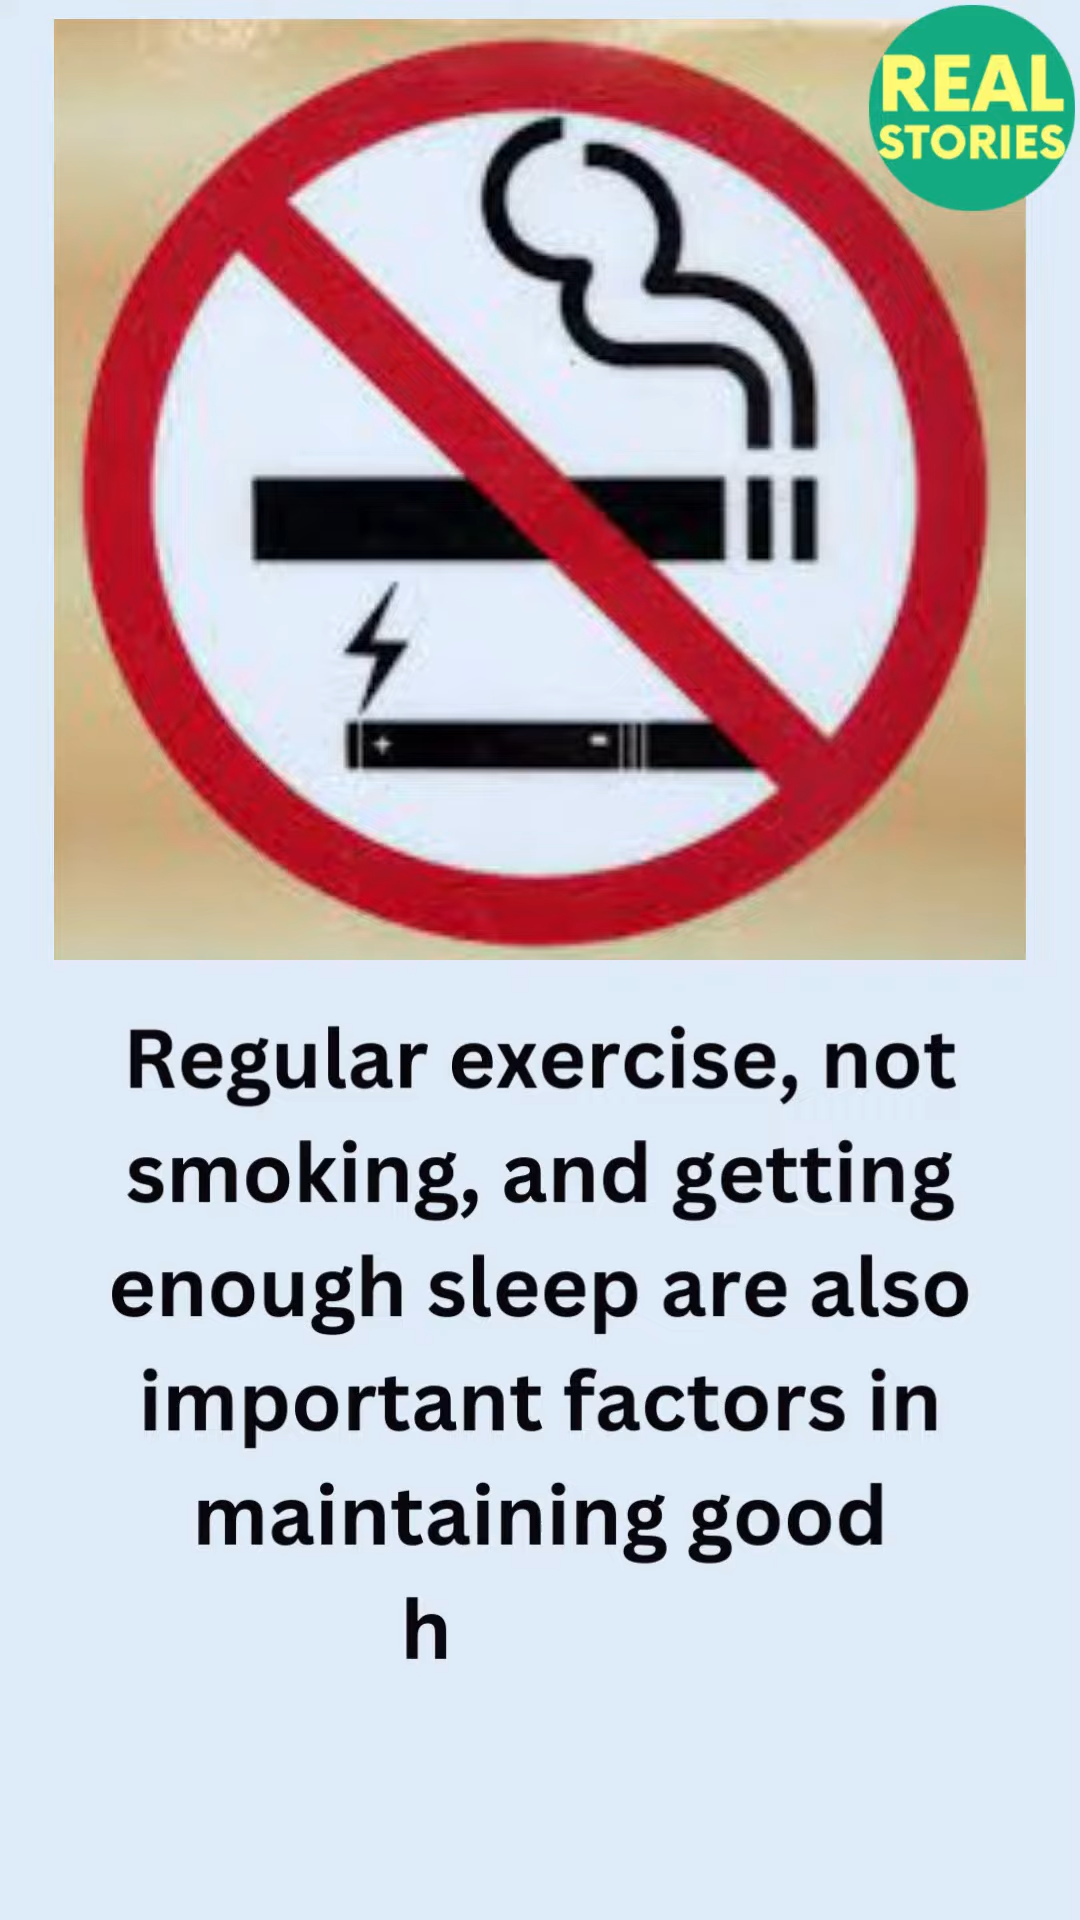 REAL
STORIES
Regular exercise, not
smoking, and getting
enough sleep are also
important factors in
maintaining good
h